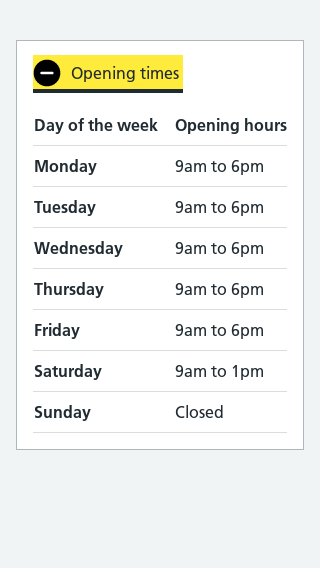 Opening times
Day of the week Opening hours
Monday 9am to 6pm
Tuesday 9am to 6pm
Wednesday 9am to 6pm
Thursday 9am to 6pm
Friday 9am to 6pm
Saturday 9am to 1pm
Sunday Closed